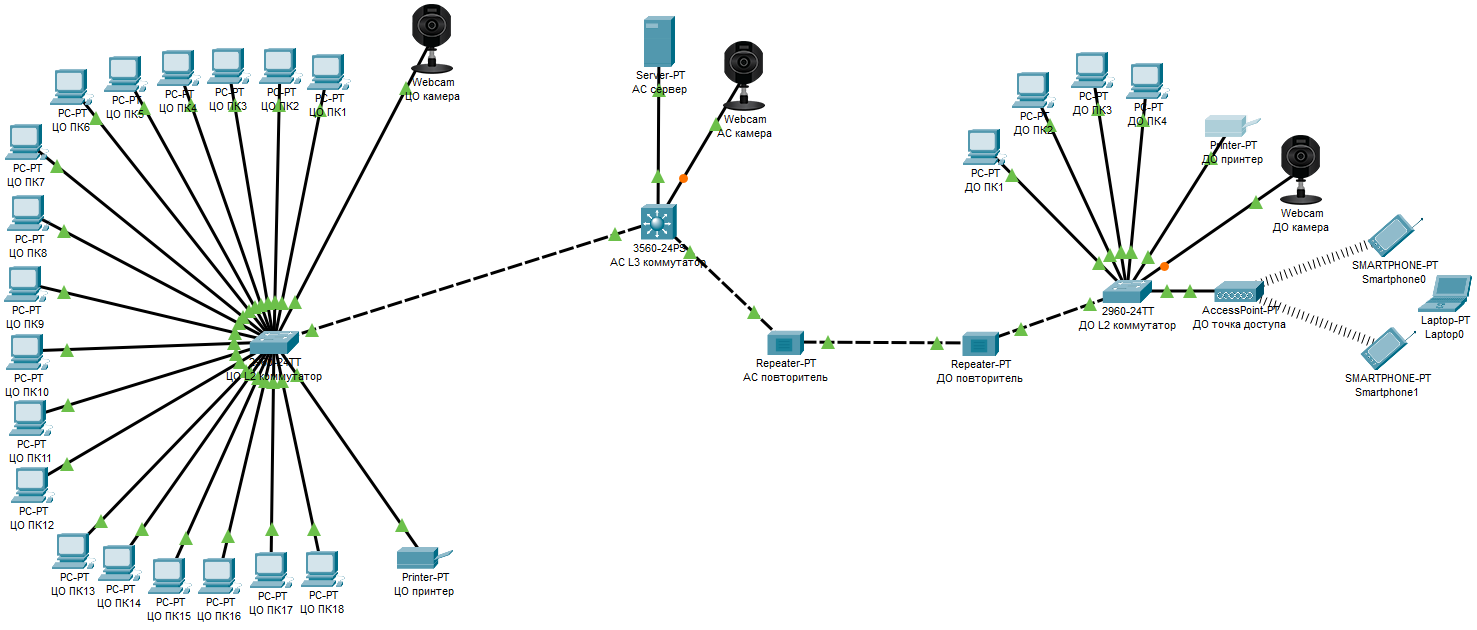 Webcam
ЦО камера
PC-PT
ЦО ПК1
PC-PT
ЦО ПК2
PC-PT
ЦО ПК3
PC-PT
ЦО ПК4
PC-PT
ЦО ПК5
PC-PT
ЦО ПК6
PC-PT
ЦО ПК7
PC-PT
ЦО ПК8
PC-PT
ЦО ПК9
PC-PT
ЦО ПК10
PC-PT
ЦО ПК11
PC-PT
ЦО ПК12
PC-PT
ЦО ПК13
PC-PT
ЦО ПК14
PC-PT
ЦО ПК15
PC-PT
ЦО ПК16
PC-PT
ЦО ПК17
PC-PT
ЦО ПК18
Printer-PT
ЦО принтер
2960-24TT
ЦО L2 коммутатор
Server-PT
АС сервер
Webcam
АС камера
3560-24PS
АС L3 коммутатор
Repeater-PT
АС повторитель
Repeater-PT
ДО повторитель
PC-PT
ДО ПК1
PC-PT
ДО ПК2
PC-PT
ДО ПК3
PC-PT
ДО ПК4
Printer-PT
ДО принтер
Webcam
ДО камера
2960-24TT
ДО L2 коммутатор
AccessPoint-PT
ДО точка доступа
SMARTPHONE-PT
Smartphone0
Laptop-PT
Laptop0
SMARTPHONE-PT
Smartphone1